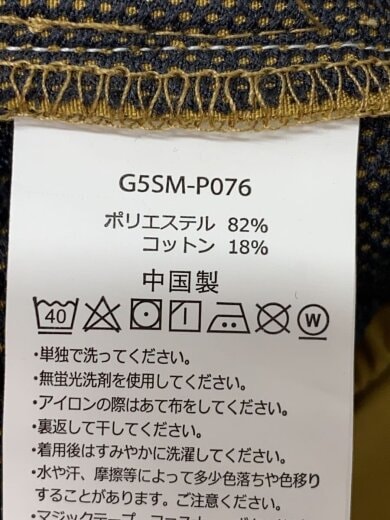 G5SM-P076
ポリエステル 82%
コットン 18%
中国製
40 W
・単独で洗ってください。
・無蛍光洗剤を使用してください。
・アイロンの際はあて布をしてください。
・裏返して干してください。
・着用後はすみやかに洗濯してください。
・水や汗、摩擦等によって多少色落ちや色移り
することがあります。ご注意ください。